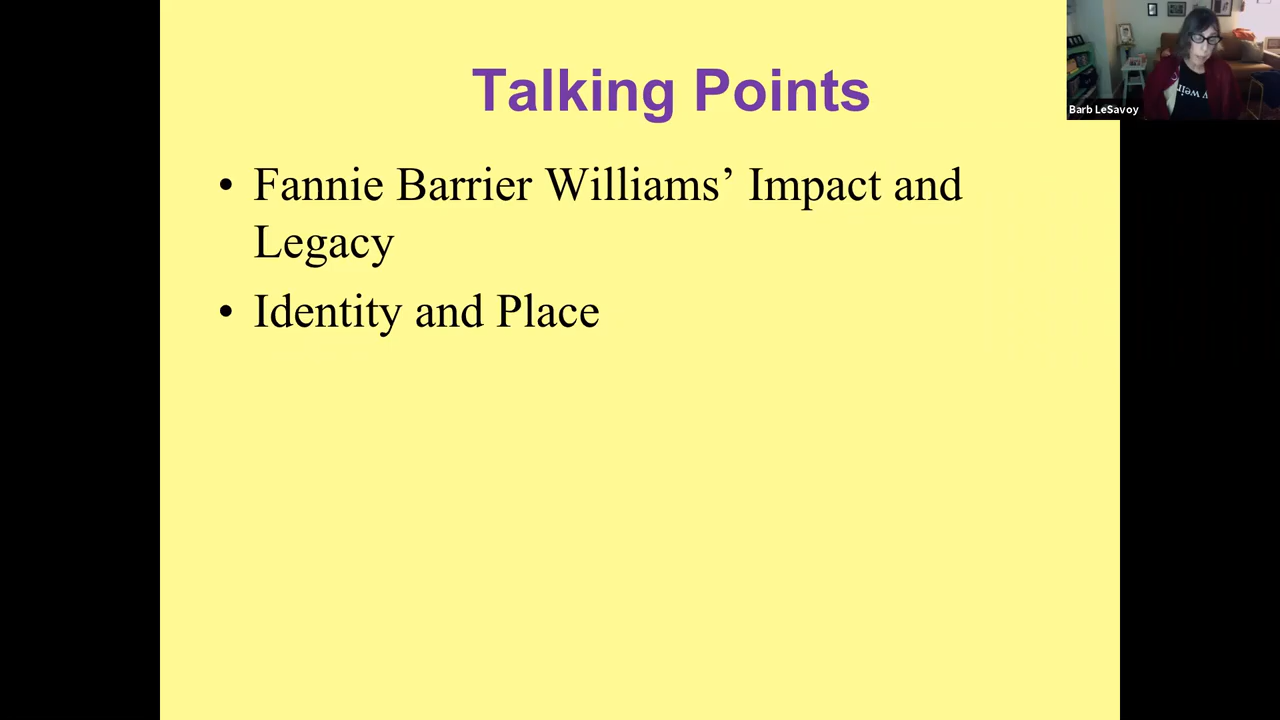 Talking Points
Barb LeSavoy
• Fannie Barrier Williams’ Impact and
Legacy
• Identity and Place